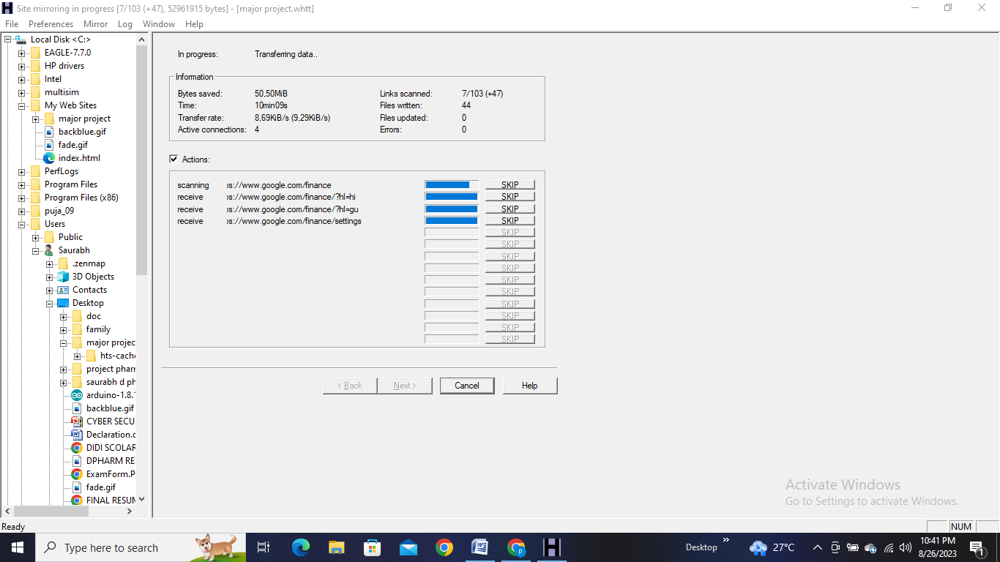 Site mirroring in progress [7/103 (+47), 52961915 bytes] - [major project.whtt]
File Preferences Mirror Log Window Help
Local Disk <C:>
EAGLE-7.7.0
HP drivers
Intel
multisim
My Web Sites
major project
backblue.gif
fade.gif
index.html
PerfLogs
Program Files
Program Files (x86)
puja_09
Users
Public
Saurabh
.zenmap
3D Objects
Contacts
Desktop
doc
family
major projec
hts-cach
project phar
saurabh d ph
arduino-1.8.1
backblue.gif
CYBER SECU
Declaration.c
DIDI SCOLAR
DPHARM RE
ExamForm.P
fade.gif
FINAL RESUM
In progress: Transferring data..
Information
Bytes saved: 50,50MiB Links scanned: 7/103 (+47)
Time: 10min09s Files written: 44
Transfer rate: 8,69KiB/s (9,29KiB/s) Files updated: 0
Active connections: 4 Errors: 0
Actions:
scanning ps://www.google.com/finance SKIP
receive ps://www.google.com/finance/?hl=hi SKIP
receive ps://www.google.com/finance/?hl=gu SKIP
receive ps://www.google.com/finance/settings SKIP
SKIP
SKIP
SKIP
SKIP
SKIP
SKIP
SKIP
SKIP
SKIP
SKIP
< Back Next > Cancel Help
Activate Windows
Go to Settings to activate Windows.
Ready NUM
Type here to search Desktop 27°C 10:41 PM
8/26/2023 1